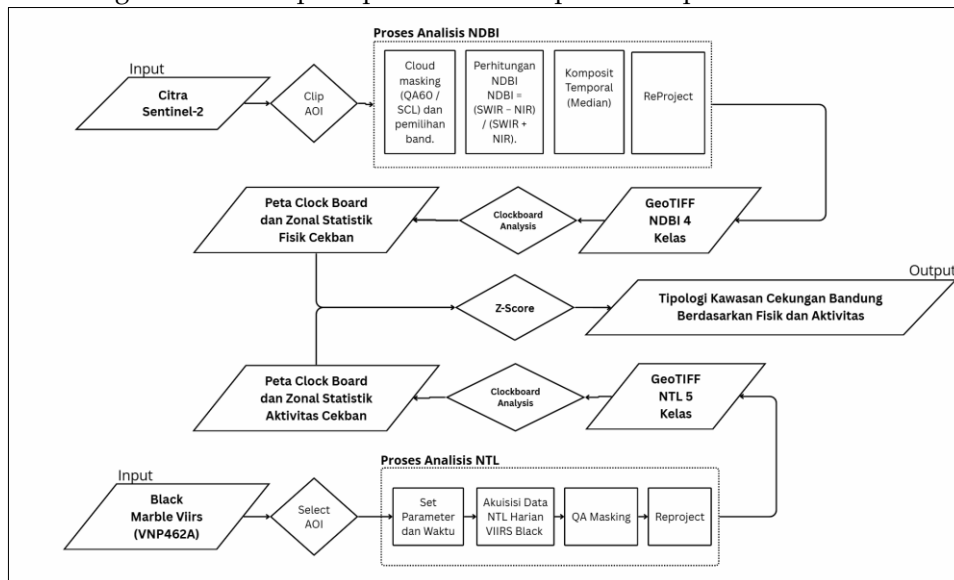 Proses Analisis NDBI
Input
Citra
Sentinel-2
Clip
AOI
Cloud
masking
(QA60 /
SCL) dan
pemilihan
band.
Perhitungan
NDBI
NDBI =
(SWIR – NIR)
/ (SWIR +
NIR).
Komposit
Temporal
(Median)
ReProject
Peta Clock Board
dan Zonal Statistik
Fisik Cekban
Clockboard
Analysis
GeoTIFF
NDBI 4
Kelas
Output
Z-Score
Tipologi Kawasan Cekungan Bandung
Berdasarkan Fisik dan Aktivitas
Peta Clock Board
dan Zonal Statistik
Aktivitas Cekban
Clockboard
Analysis
GeoTIFF
NTL 5
Kelas
Proses Analisis NTL
Input
Black
Marble Viirs
(VNP462A)
Select
AOI
Set
Parameter
dan Waktu
Akuisisi Data
NTL Harian
VIIRS Black
QA Masking
Reproject